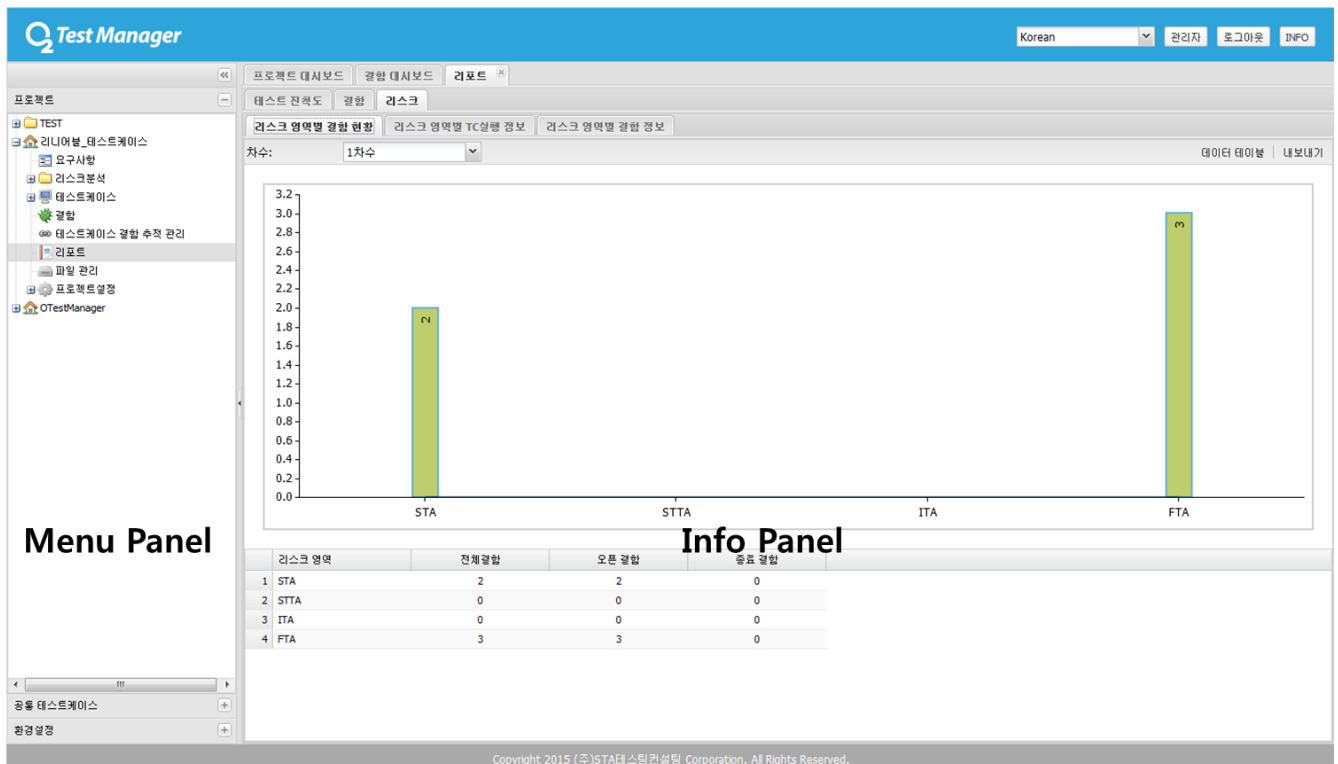 O2 Test Manager
Korean 관리자 로그아웃 INFO
프로젝트 대시보드 결함 대시보드 리포트
프로젝트
테스트 진척도 결함 리스크
리스크 영역별 결함 현황 리스크 영역별 TC실행 정보 리스크 영역별 결함 정보
차수: 1차수 데이터 테이블 내보내기
TEST
리니어블_테스트케이스
요구사항
리스크분석
테스트케이스
결함
테스트케이스 결함 추적 관리
리포트
파일 관리
프로젝트설정
OTestManager
Menu Panel
공통 테스트케이스
환경설정
3.2
3.0
2.8
2.6
2.4
2.2
2.0
1.8
1.6
1.4
1.2
1.0
0.8
0.6
0.4
0.2
0.0
2
3
STA STTA ITA FTA
Info Panel
리스크 영역 전체결함 오픈 결함 종료 결함
1 STA 2 2 0
2 STTA 0 0 0
3 ITA 0 0 0
4 FTA 3 3 0
Copyright 2015 (주)STA테스팅컨설팅 Corporation. All Rights Reserved.